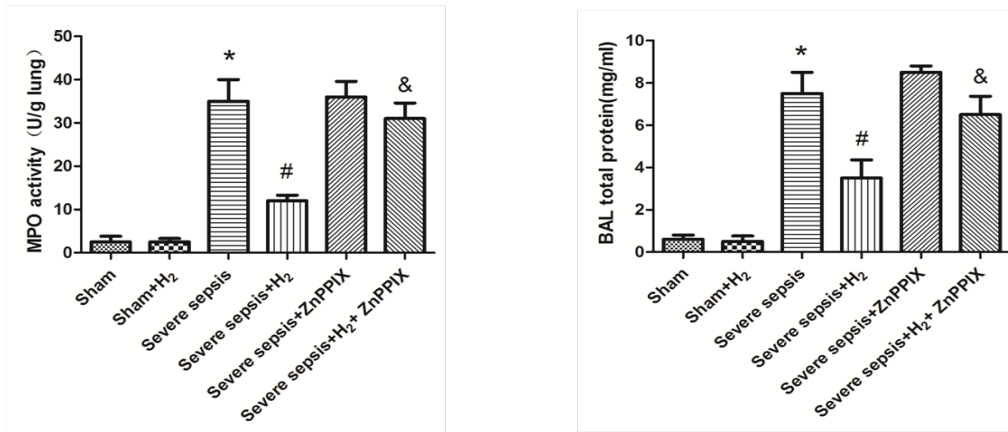 MPO activity（U/g lung）
50
40
30
20
10
0
*
#
&
Sham
Sham+H₂
Severe sepsis
Severe sepsis+H₂
Severe sepsis+ZnPPIX
Severe sepsis+H₂+ ZnPPIX
BAL total protein(mg/ml)
10
8
6
4
2
0
*
#
&
Sham
Sham+H₂
Severe sepsis
Severe sepsis+H₂
Severe sepsis+ZnPPIX
Severe sepsis+H₂+ ZnPPIX